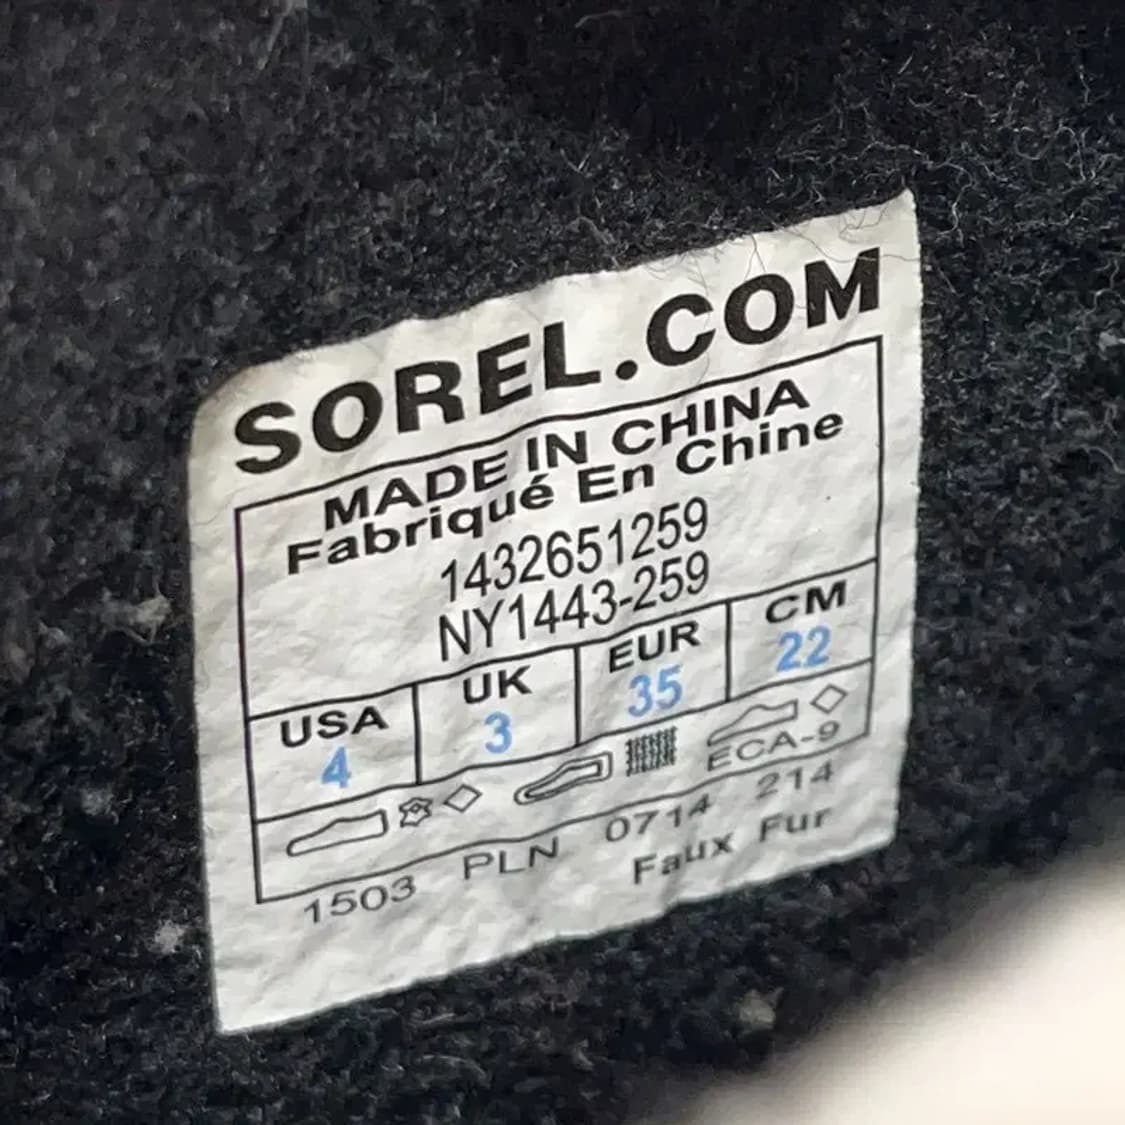 SOREL.COM
MADE IN CHINA
Fabriqué En Chine
1432651259
NY1443-259
USA UK EUR CM
4 3 35 22
ECA-9
1503 PLN 0714 214
Faux Fur